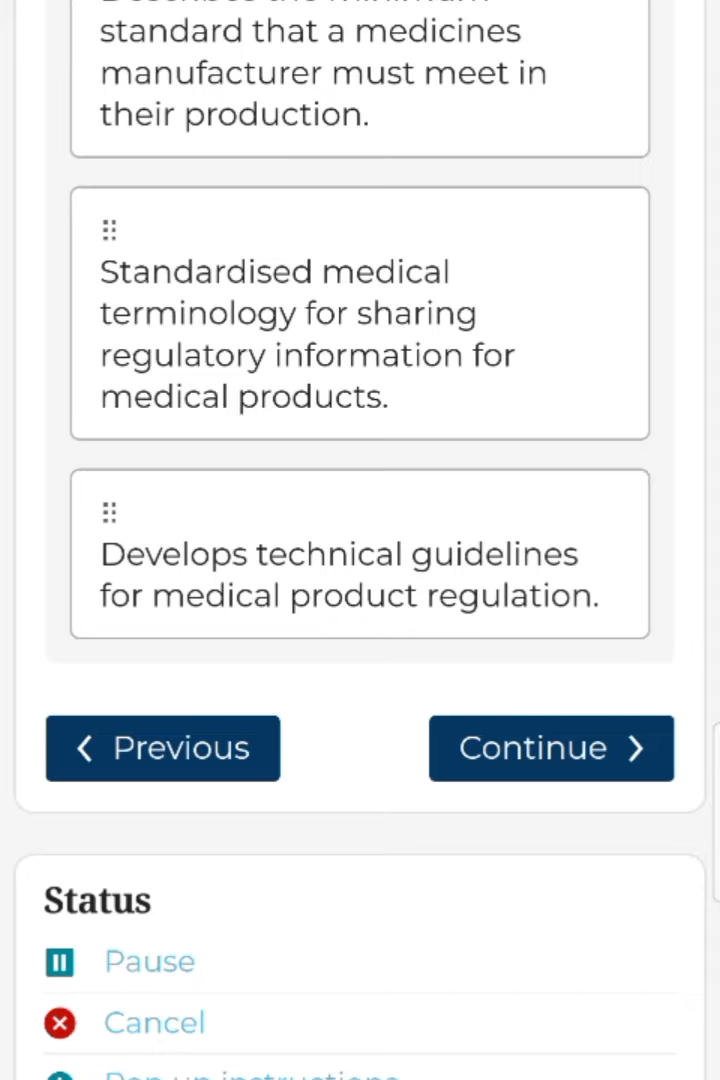 standard that a medicines
manufacturer must meet in
their production.
Standardised medical
terminology for sharing
regulatory information for
medical products.
Develops technical guidelines
for medical product regulation.
Previous
Continue
Status
Pause
Cancel